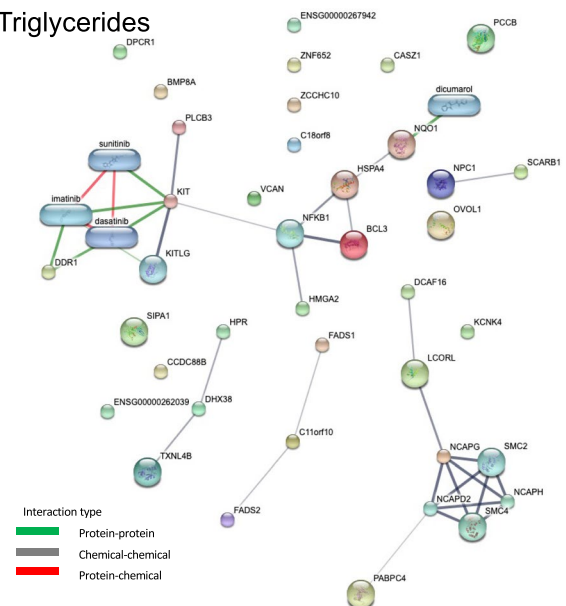 Triglycerides
ENSG00000267942
DPCR1
PCCB
ZNF652
CASZ1
BMP8A
dicumarol
ZCCHC10
PLCB3
NQO1
C18orf8
sunitinib
HSPA4
NPC1
SCARB1
KIT
VCAN
imatinib
NFKB1
OVOL1
dasatinib
BCL3
KITLG
DDR1
DCAF16
HMGA2
SIPA1
HPR
KCNK4
FADS1
CCDC88B
LCORL
ENSG00000262039
DHX38
C11orf10
NCAPG
SMC2
TXNL4B
NCAPH
NCAPD2
FADS2
SMC4
Interaction type
Protein-protein
Chemical-chemical
Protein-chemical
PABPC4